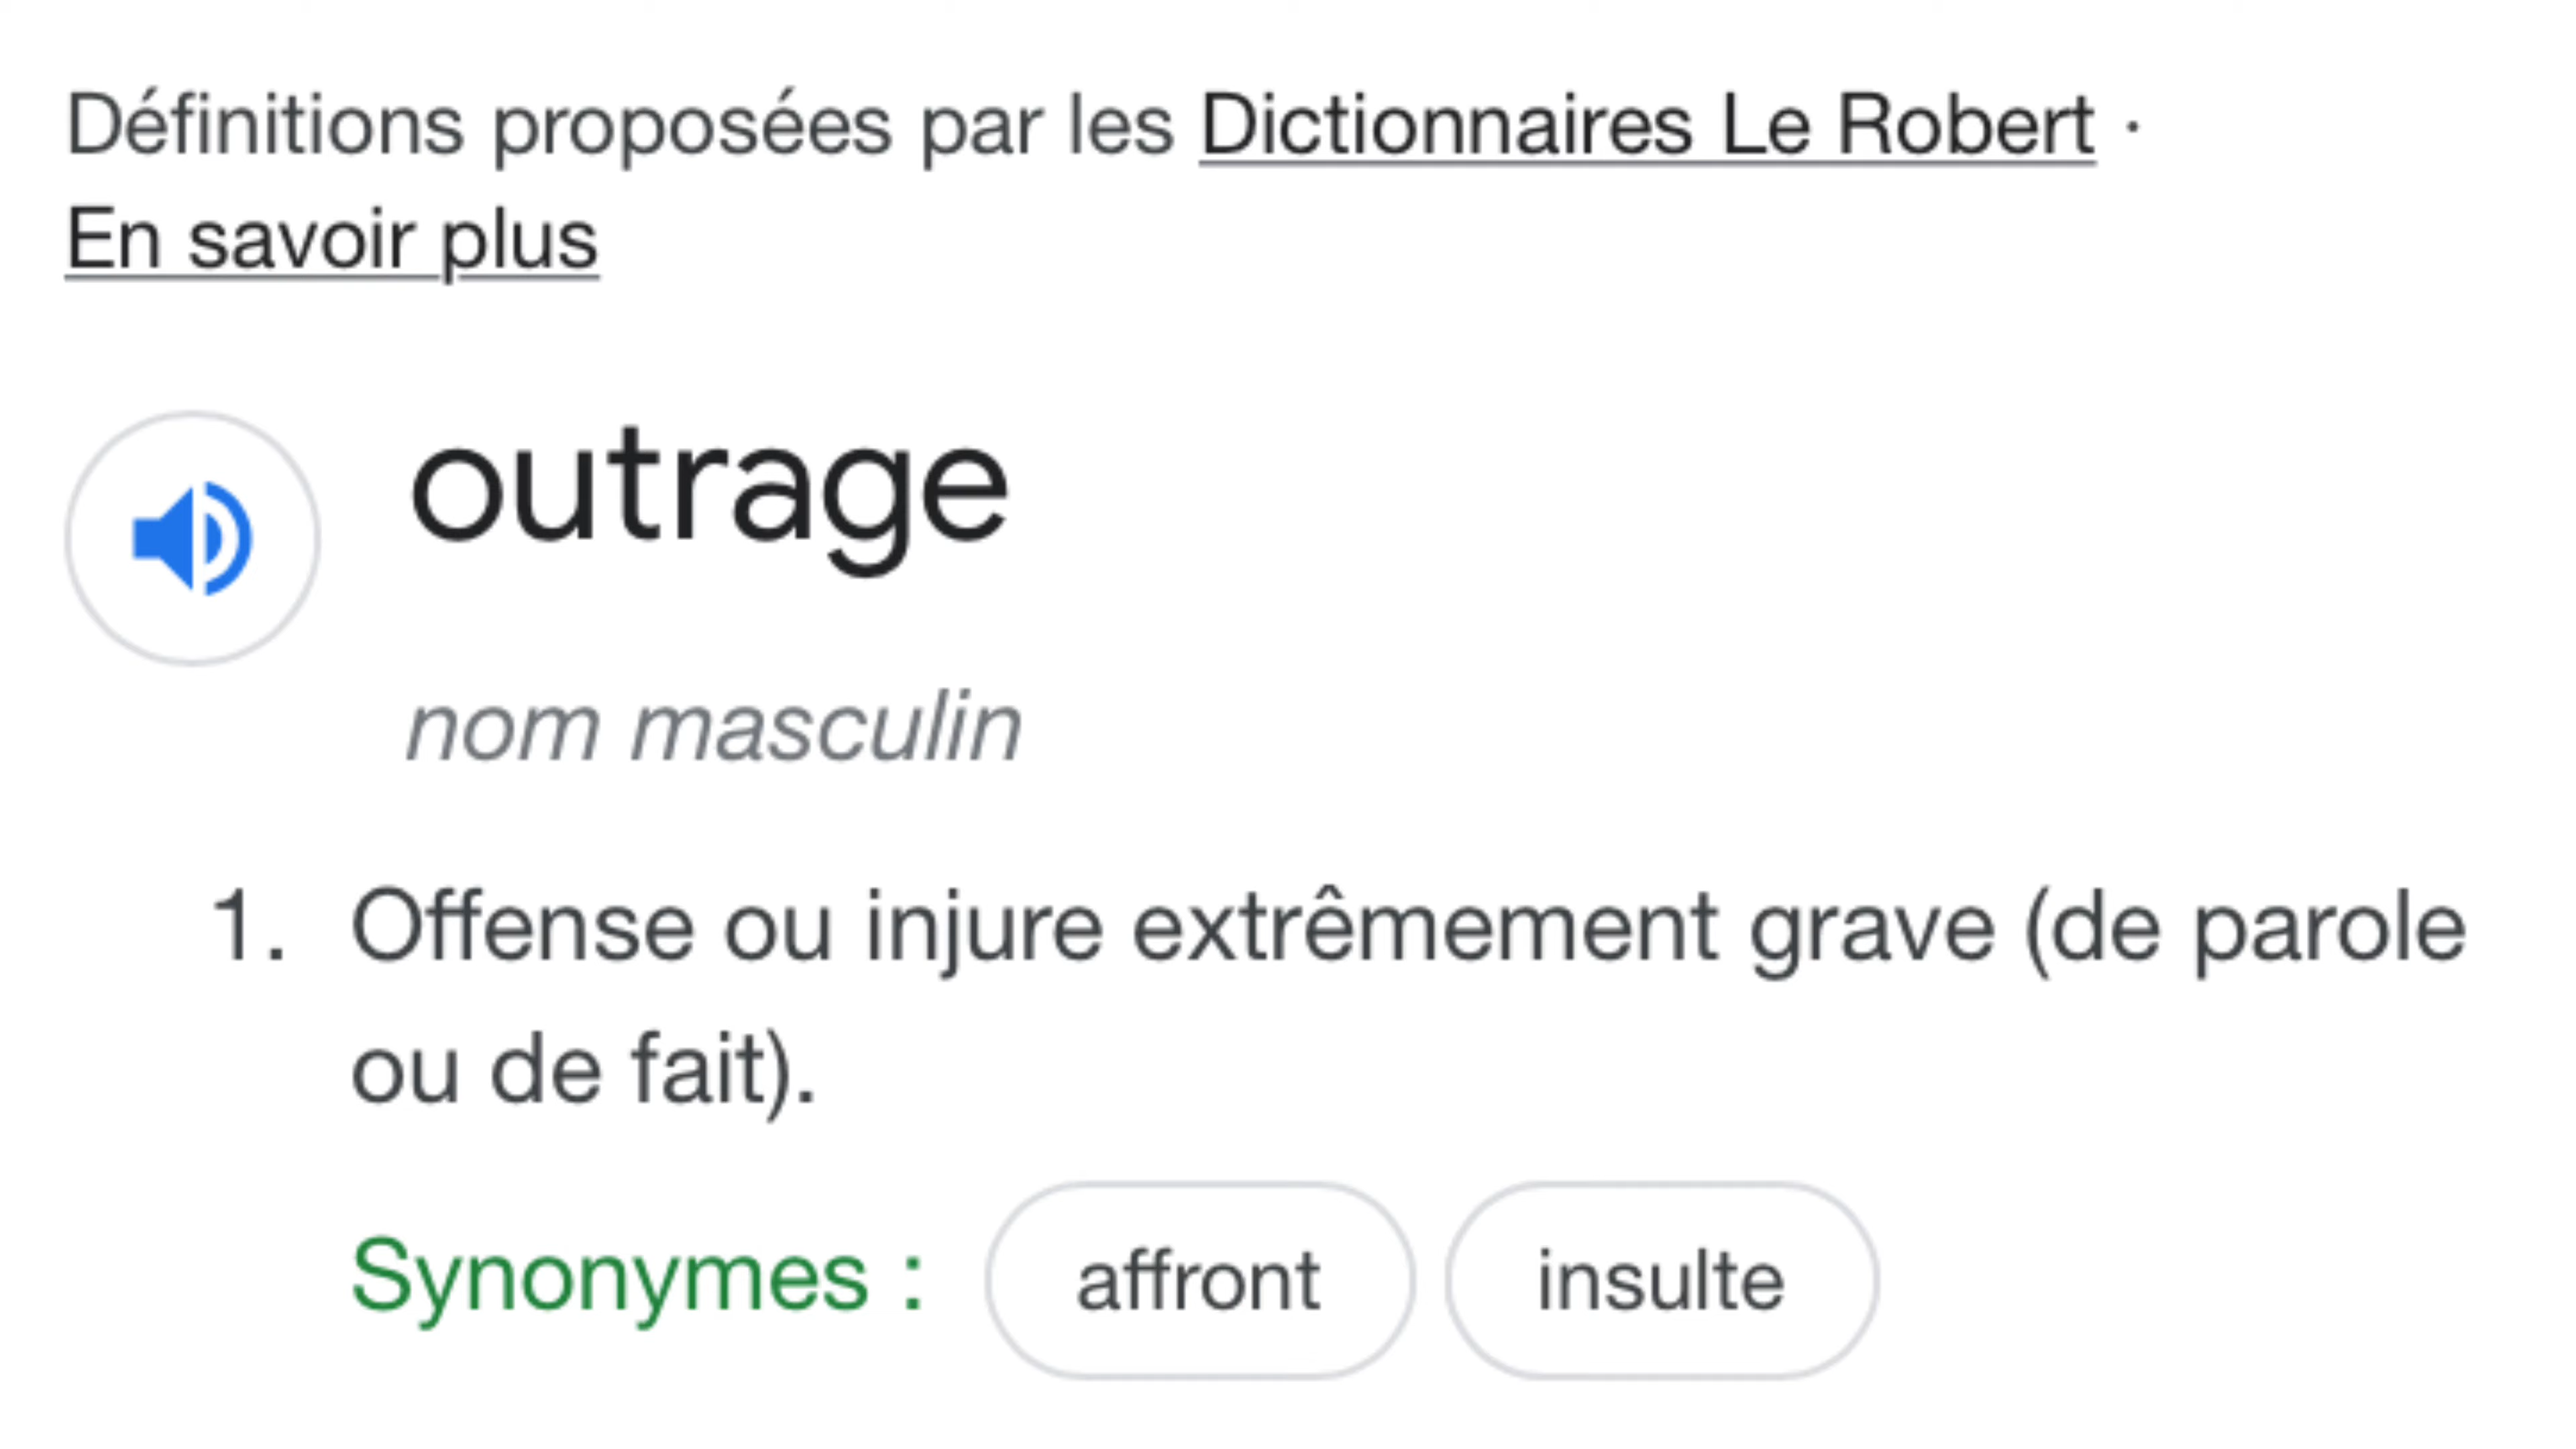 Définitions proposées par les Dictionnaires Le Robert ·
En savoir plus
outrage
nom masculin
1. Offense ou injure extrêmement grave (de parole
ou de fait).
Synonymes : affront insulte